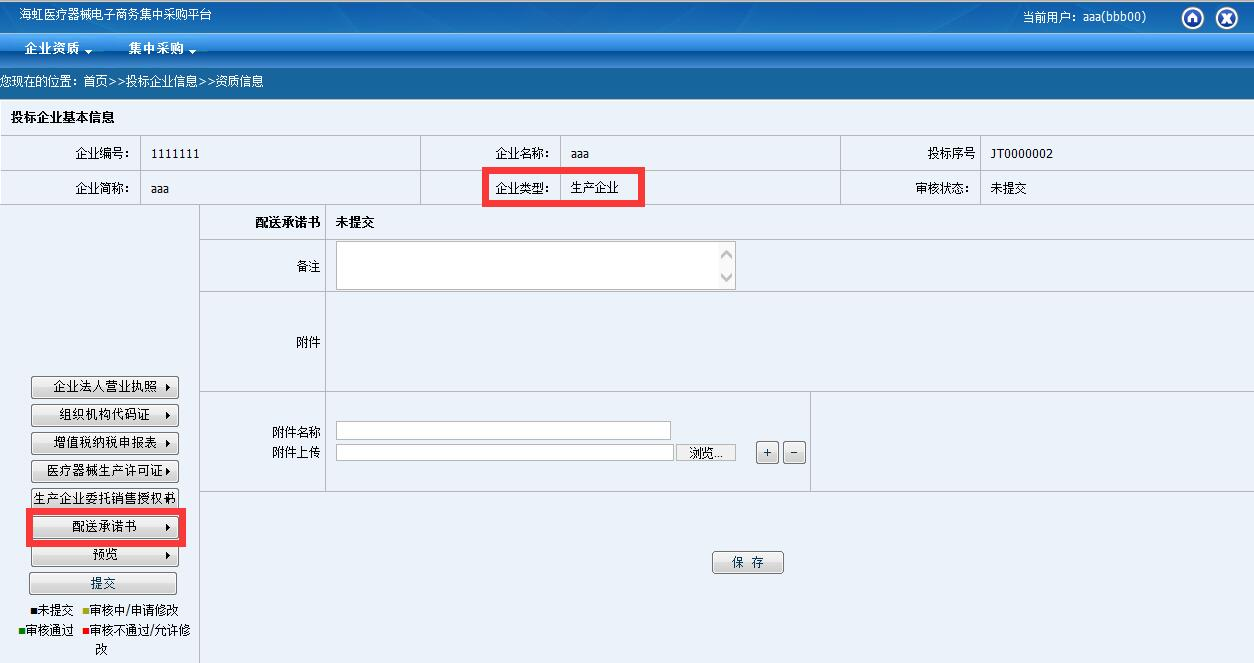 海虹医疗器械电子商务集中采购平台
当前用户：aaa(bbb00)
企业资质 集中采购
您现在的位置：首页>>投标企业信息>>资质信息
投标企业基本信息
企业编号： 1111111 企业名称： aaa 投标序号 JT0000002
企业简称： aaa 企业类型： 生产企业 审核状态： 未提交
配送承诺书 未提交
备注
附件
附件名称
附件上传 浏览... + -
保 存
企业法人营业执照
组织机构代码证
增值税纳税申报表
医疗器械生产许可证
生产企业委托销售授权书
配送承诺书
预览
提交
■未提交 ■审核中/申请修改
■审核通过 ■审核不通过/允许修
改